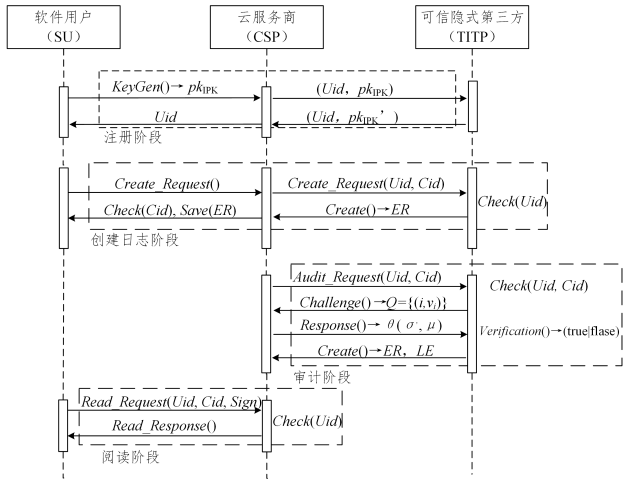 软件用户
(SU)
云服务商
(CSP)
可信隐式第三方
(TITP)
KeyGen()→ pkIPK
(Uid, pkIPK)
Uid
(Uid, pkIPK’)
注册阶段
Create_Request()
Create_Request(Uid, Cid)
Check(Uid)
Check(Cid), Save(ER)
Create()→ER
创建日志阶段
Audit_Request(Uid, Cid)
Check(Uid, Cid)
Challenge()→Q={(i,vi)}
Response()→ θ(σ, μ)
Verification()→(true|flase)
Create()→ER, LE
审计阶段
Read_Request(Uid, Cid, Sign)
Check(Uid)
Read_Response()
阅读阶段